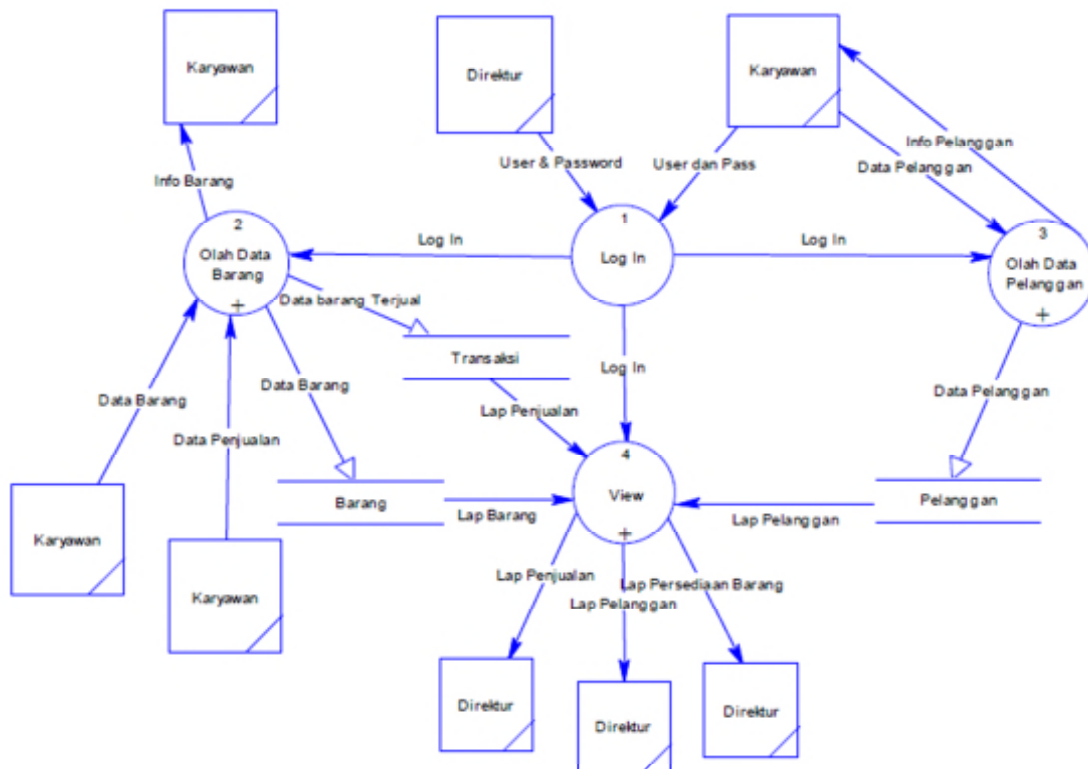 Karyawan
Direktur
Karyawan
User & Password
User dan Pass
Info Pelanggan
Data Pelanggan
Info Barang
2
Olah Data
Barang
+
Log In
1
Log In
Log In
3
Olah Data
Pelanggan
+
Data barang Terjual
Transaksi
Log In
Data Barang
Data Barang
Data Pelanggan
Lap Penjualan
Data Penjualan
4
View
+
Barang
Lap Barang
Lap Pelanggan
Pelanggan
Karyawan
Karyawan
Lap Penjualan
Lap Persediaan Barang
Lap Pelanggan
Direktur
Direktur
Direktur